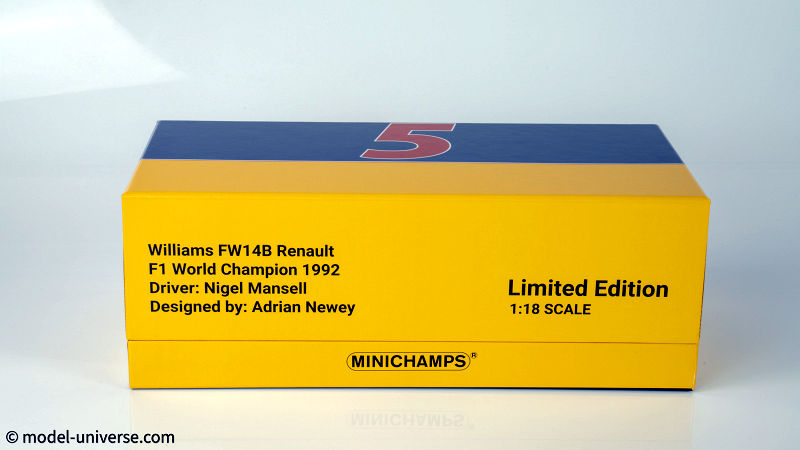 5
Williams FW14B Renault
F1 World Champion 1992
Driver: Nigel Mansell
Designed by: Adrian Newey
Limited Edition
1:18 SCALE
MINICHAMPS®
© model-universe.com